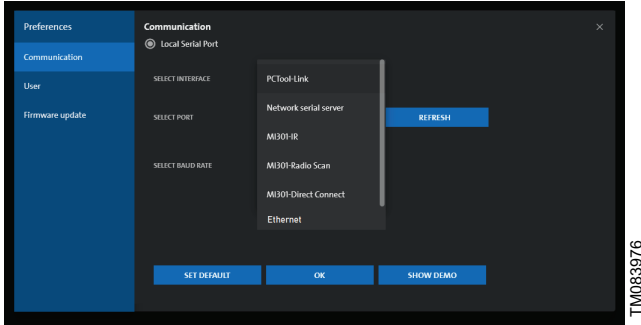 Preferences
Communication
User
Firmware update
Communication
Local Serial Port
SELECT INTERFACE
SELECT PORT
SELECT BAUD RATE
PCTool-Link
Network serial server
MI301-IR
MI301-Radio Scan
MI301-Direct Connect
Ethernet
REFRESH
SET DEFAULT
OK
SHOW DEMO
TM083976